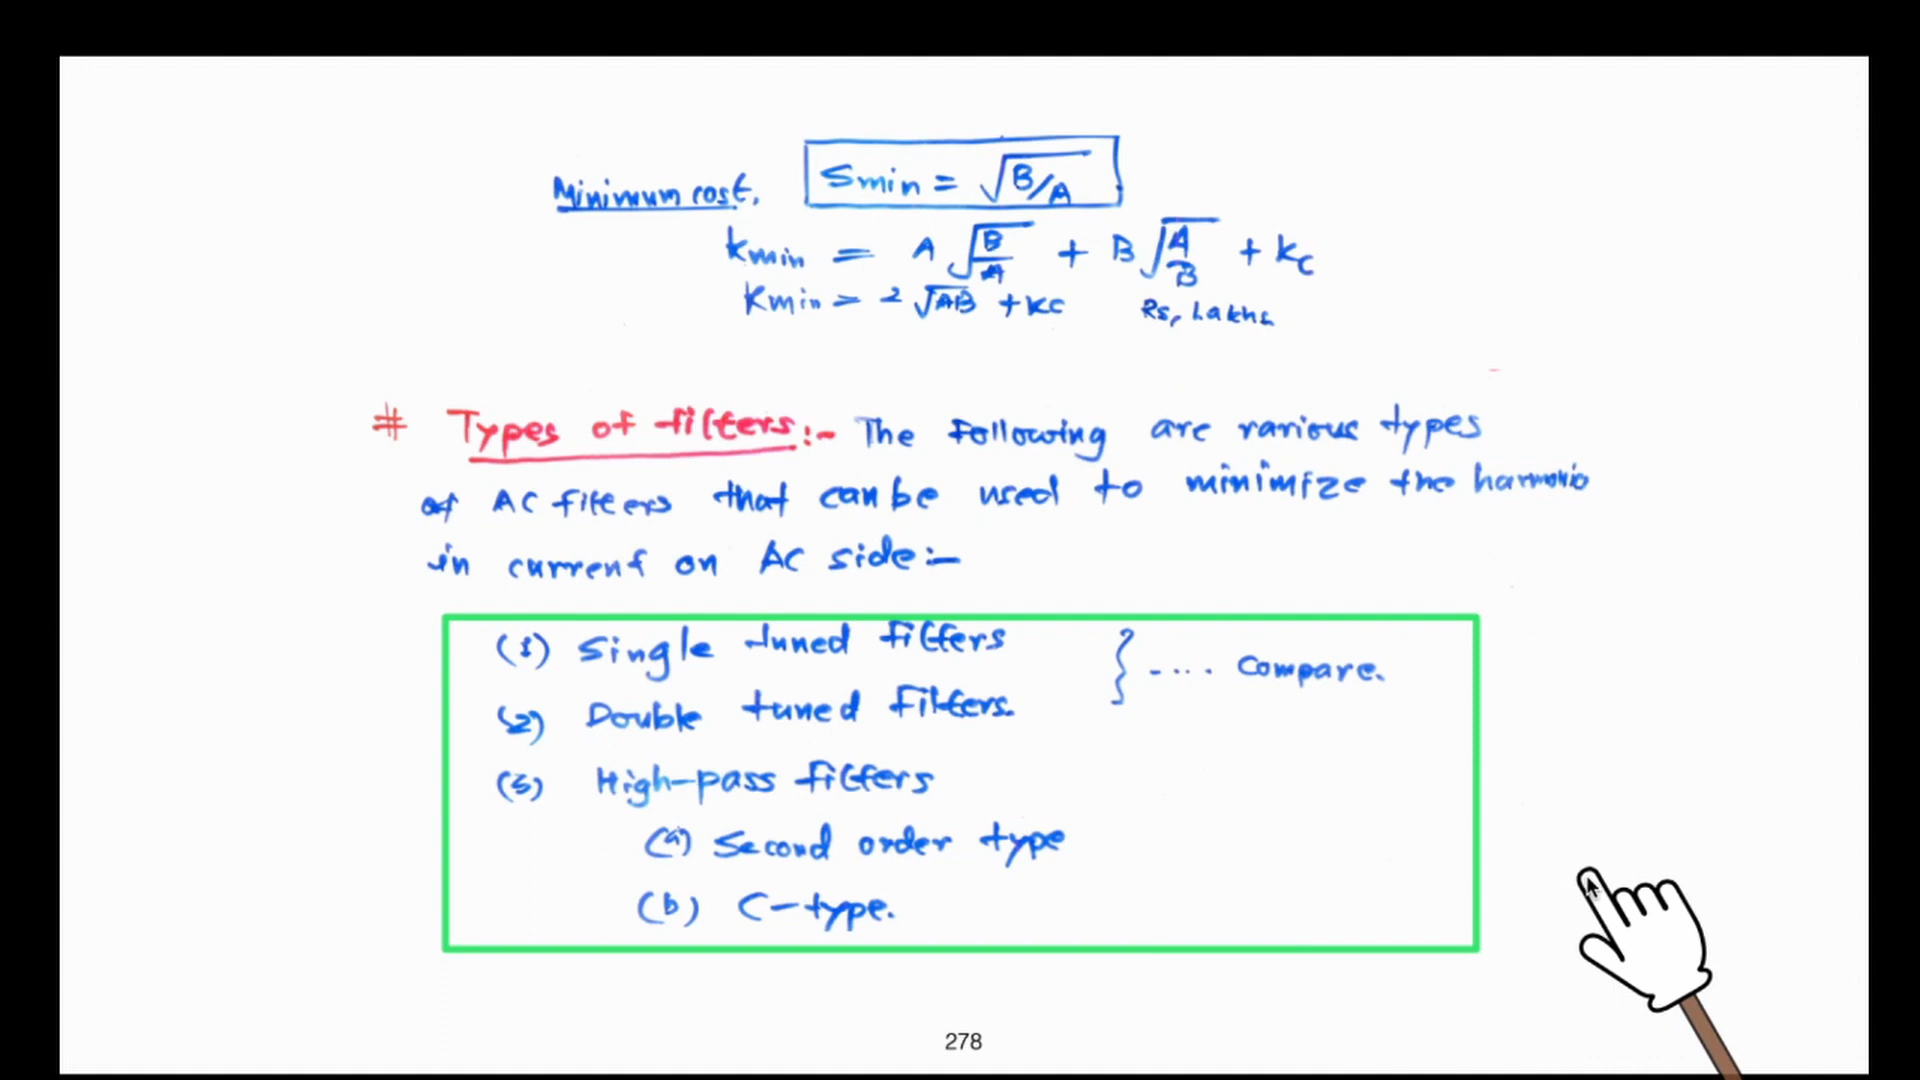 Minimum cost, Smin = √B/A
Kmin = A √B/A + B √A/B + Kc
Kmin = 2 √AB + KC Rs, Lakhs
# Types of filters:- The following are various types
of AC filters that can be used to minimize the harmonic
in current on AC side:-
(1) Single tuned filters } .... Compare.
(2) Double tuned Filters.
(3) High-pass filters
(a) Second order type
(b) C-type.
278